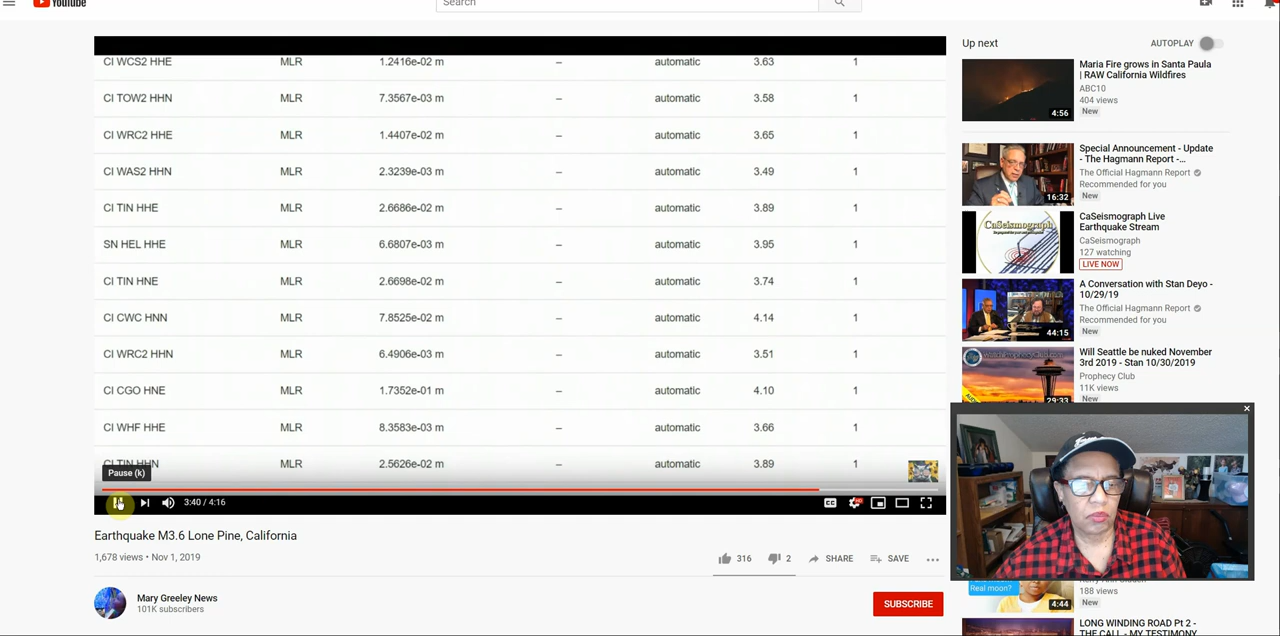 YouTube
Search
CI WCS2 HHE MLR 1.2416e-02 m – automatic 3.63 1
CI TOW2 HHN MLR 7.3567e-03 m – automatic 3.58 1
CI WRC2 HHE MLR 1.4407e-02 m – automatic 3.65 1
CI WAS2 HHN MLR 2.3239e-03 m – automatic 3.49 1
CI TIN HHE MLR 2.6686e-02 m – automatic 3.89 1
SN HEL HHE MLR 6.6807e-03 m – automatic 3.95 1
CI TIN HNE MLR 2.6698e-02 m – automatic 3.74 1
CI CWC HNN MLR 7.8525e-02 m – automatic 4.14 1
CI WRC2 HHN MLR 6.4906e-03 m – automatic 3.51 1
CI CGO HNE MLR 1.7352e-01 m – automatic 4.10 1
CI WHF HHE MLR 8.3583e-03 m – automatic 3.66 1
CI TIN HHN MLR 2.5626e-02 m – automatic 3.89 1
Pause (k)
3:40 / 4:16
CC
HD
Earthquake M3.6 Lone Pine, California
1,678 views • Nov 1, 2019
316 2 SHARE SAVE
Mary Greeley News
101K subscribers
SUBSCRIBE
Up next AUTOPLAY
Maria Fire grows in Santa Paula
| RAW California Wildfires
ABC10
404 views
New
4:56
Special Announcement - Update
- The Hagmann Report -...
The Official Hagmann Report
Recommended for you
New
16:32
CaSeismograph
CaSeismograph Live
Earthquake Stream
CaSeismograph
127 watching
LIVE NOW
A Conversation with Stan Deyo -
10/29/19
The Official Hagmann Report
Recommended for you
New
44:15
Will Seattle be nuked November
3rd 2019 - Stan 10/30/2019
Prophecy Club
11K views
New
29:33
Real moon?
188 views
New
4:44
LONG WINDING ROAD Pt 2 -
THE CALL - MY TESTIMONY